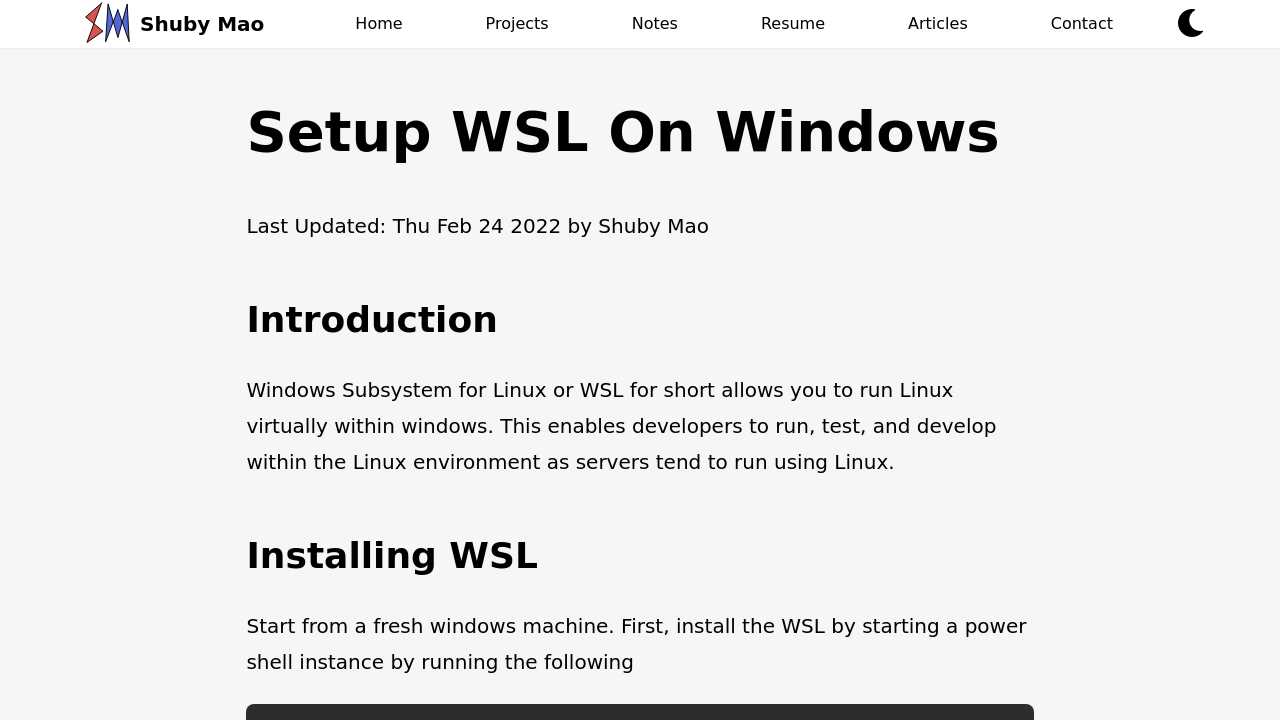 Shuby Mao
Home
Projects
Notes
Resume
Articles
Contact
Setup WSL On Windows
Last Updated: Thu Feb 24 2022 by Shuby Mao
Introduction
Windows Subsystem for Linux or WSL for short allows you to run Linux
virtually within windows. This enables developers to run, test, and develop
within the Linux environment as servers tend to run using Linux.
Installing WSL
Start from a fresh windows machine. First, install the WSL by starting a power
shell instance by running the following